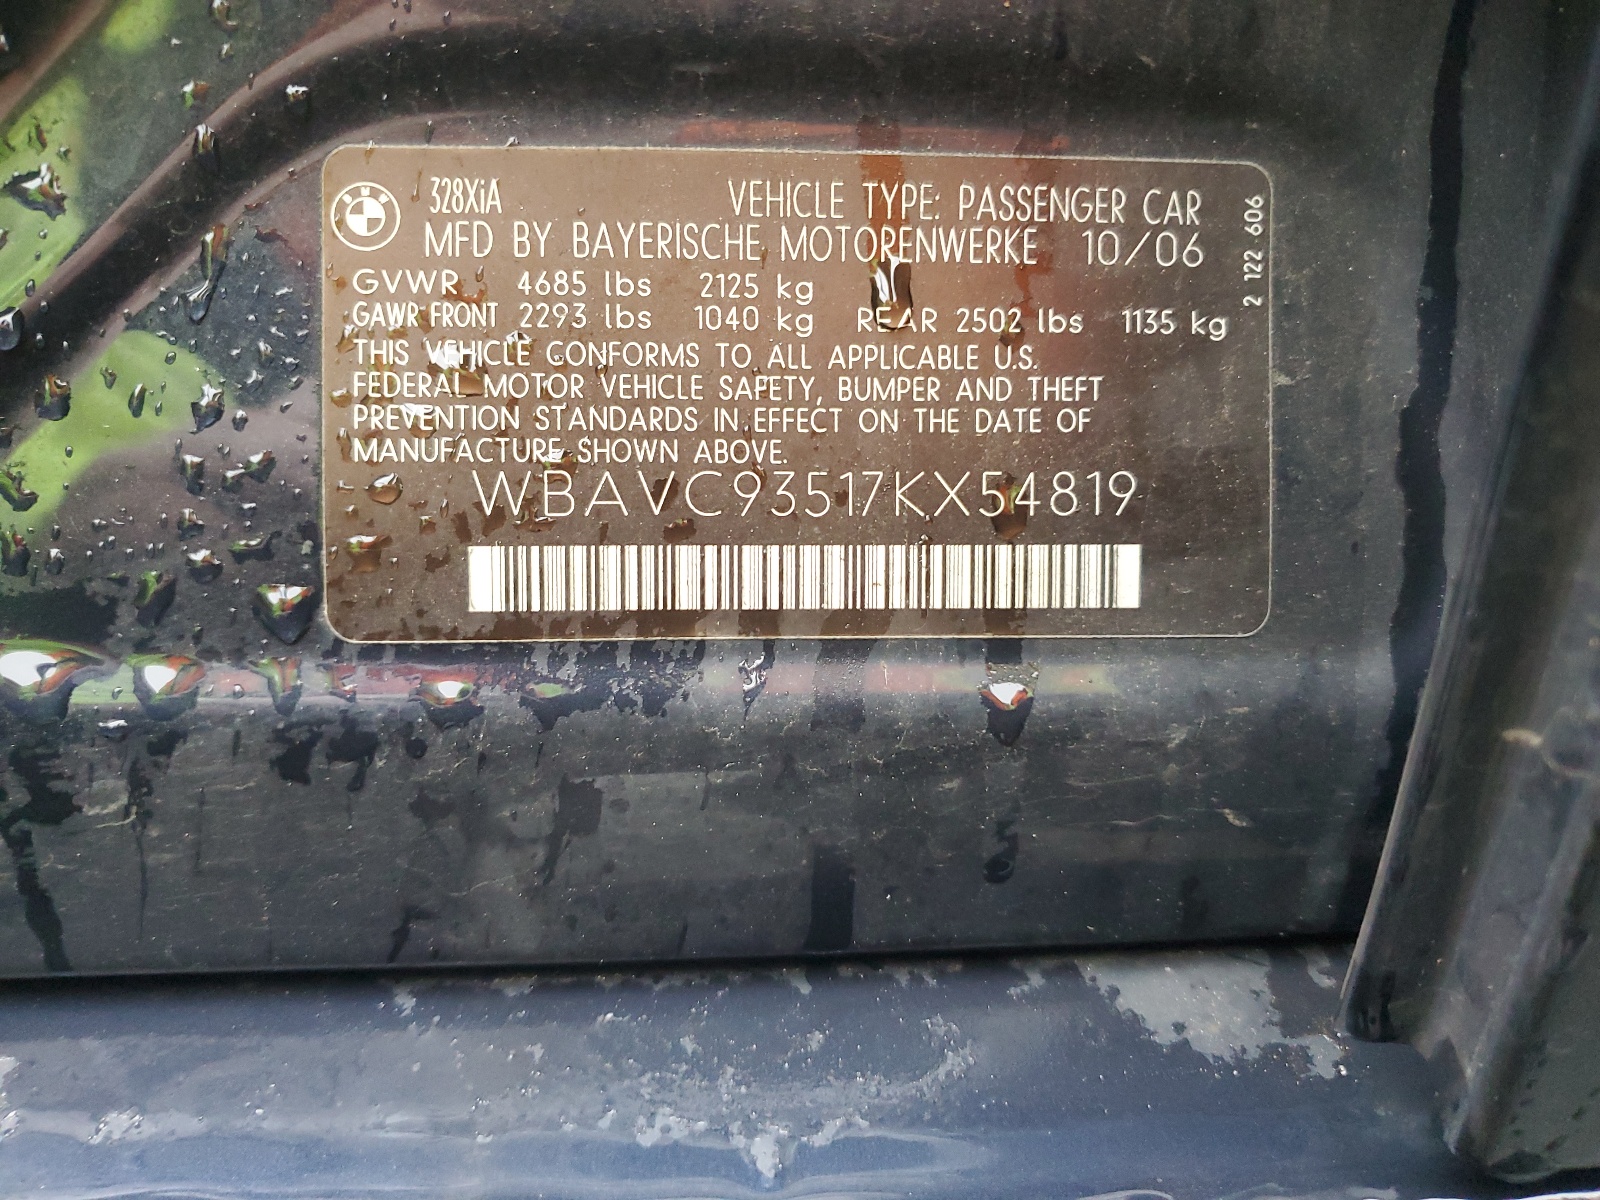 328XiA VEHICLE TYPE: PASSENGER CAR
MFD BY BAYERISCHE MOTORENWERKE 10/06
GVWR 4685 lbs 2125 kg
GAWR FRONT 2293 lbs 1040 kg REAR 2502 lbs 1135 kg
THIS VEHICLE CONFORMS TO ALL APPLICABLE U.S.
FEDERAL MOTOR VEHICLE SAFETY, BUMPER AND THEFT
PREVENTION STANDARDS IN EFFECT ON THE DATE OF
MANUFACTURE SHOWN ABOVE.
WBAVC93517KX54819
2 122 606